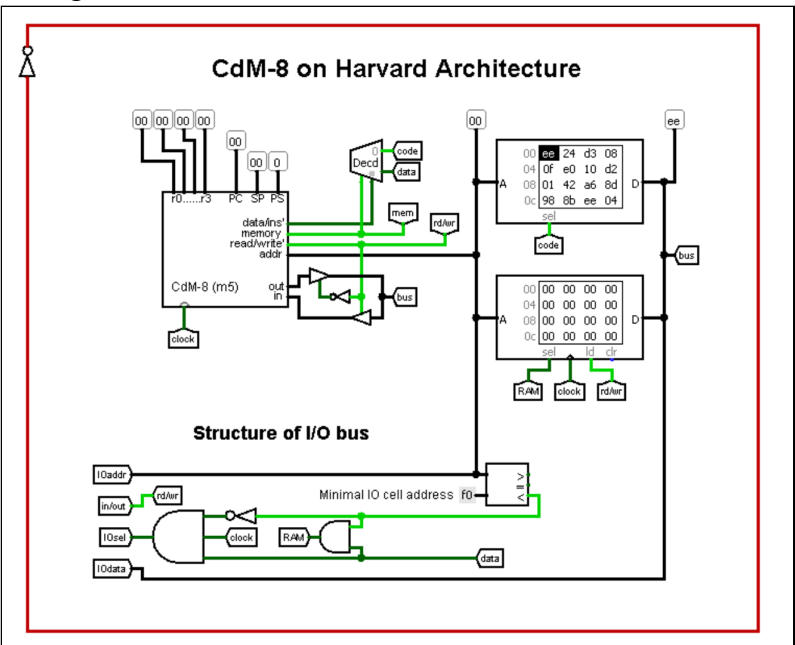 CdM-8 on Harvard Architecture
00 00 00 00
00
00 0
r0......r3 PC SP PS
data/ins'
memory
read/write'
addr
out
in
CdM-8 (m5)
clock
0
Decd
code
data
mem
rd/wr
bus
00
ee
00 ee 24 d3 08
04 0f e0 10 d2
08 01 42 a6 8d
0c 98 8b ee 04
A
D
sel
code
bus
00 00 00 00 00
04 00 00 00 00
08 00 00 00 00
0c 00 00 00 00
A
D
sel ld clr
RAM clock rd/wr
Structure of I/O bus
IOaddr
in/out
rd/wr
IOsel
clock
RAM
IOdata
Minimal IO cell address f0
>
=
<
data